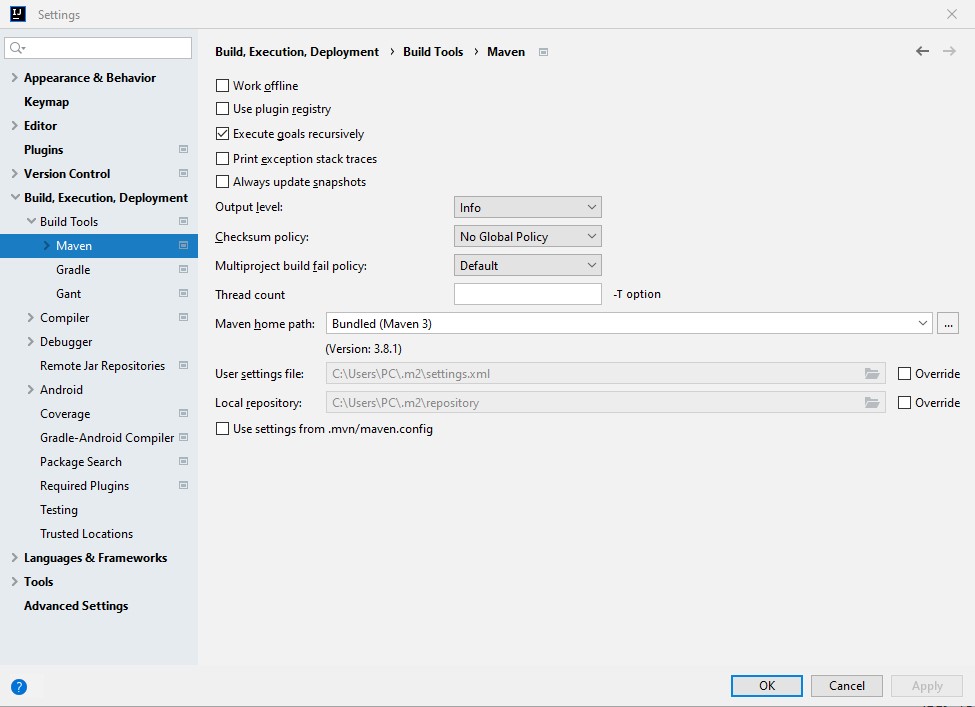 IJ
Settings
Appearance & Behavior
Keymap
Editor
Plugins
Version Control
Build, Execution, Deployment
Build Tools
Maven
Gradle
Gant
Compiler
Debugger
Remote Jar Repositories
Android
Coverage
Gradle-Android Compiler
Package Search
Required Plugins
Testing
Trusted Locations
Languages & Frameworks
Tools
Advanced Settings
Build, Execution, Deployment › Build Tools › Maven
Work offline
Use plugin registry
Execute goals recursively
Print exception stack traces
Always update snapshots
Output level: Info
Checksum policy: No Global Policy
Multiproject build fail policy: Default
Thread count -T option
Maven home path: Bundled (Maven 3) ...
(Version: 3.8.1)
User settings file: C:\Users\PC\.m2\settings.xml Override
Local repository: C:\Users\PC\.m2\repository Override
Use settings from .mvn/maven.config
? OK Cancel Apply